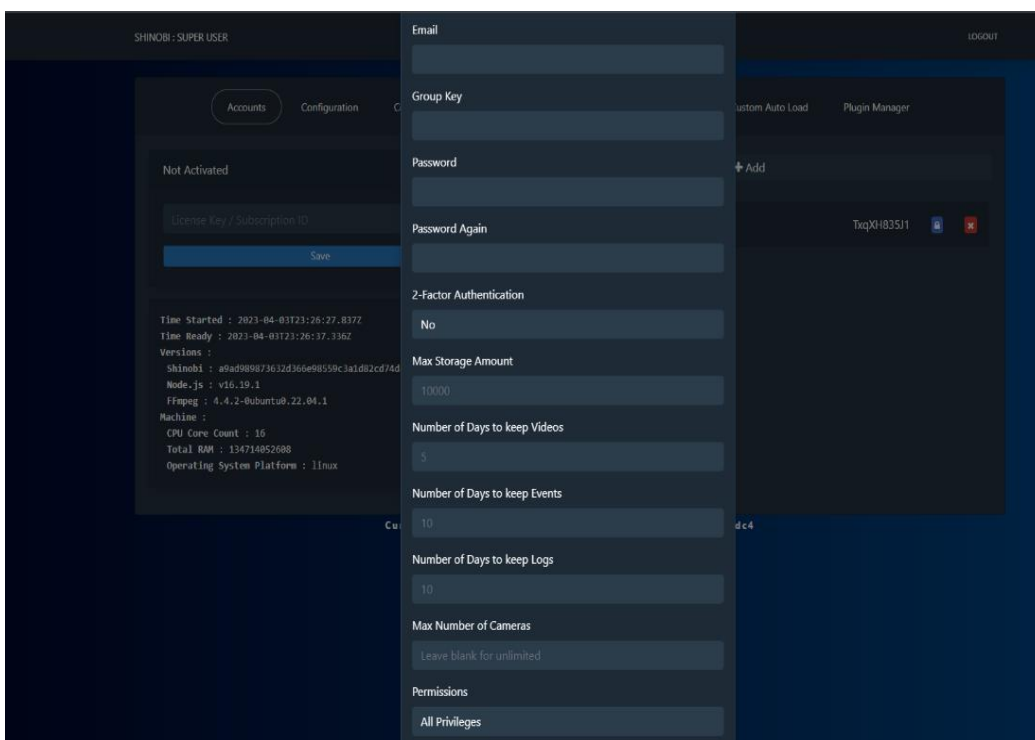 SHINOBI : SUPER USER
LOGOUT
Accounts
Configuration
C
ustom Auto Load
Plugin Manager
Not Activated
License Key / Subscription ID
Save
Add
TxqXH835J1
Time Started : 2023-04-03T23:26:27.837Z
Time Ready : 2023-04-03T23:26:37.336Z
Versions :
Shinobi : a9ad989873632d366e98559c3a1d82cd74d
Node.js : v16.19.1
FFmpeg : 4.4.2-0ubuntu0.22.04.1
Machine :
CPU Core Count : 16
Total RAM : 134714052608
Operating System Platform : linux
Cu
dc4
Email
Group Key
Password
Password Again
2-Factor Authentication
No
Max Storage Amount
10000
Number of Days to keep Videos
5
Number of Days to keep Events
10
Number of Days to keep Logs
10
Max Number of Cameras
Leave blank for unlimited
Permissions
All Privileges